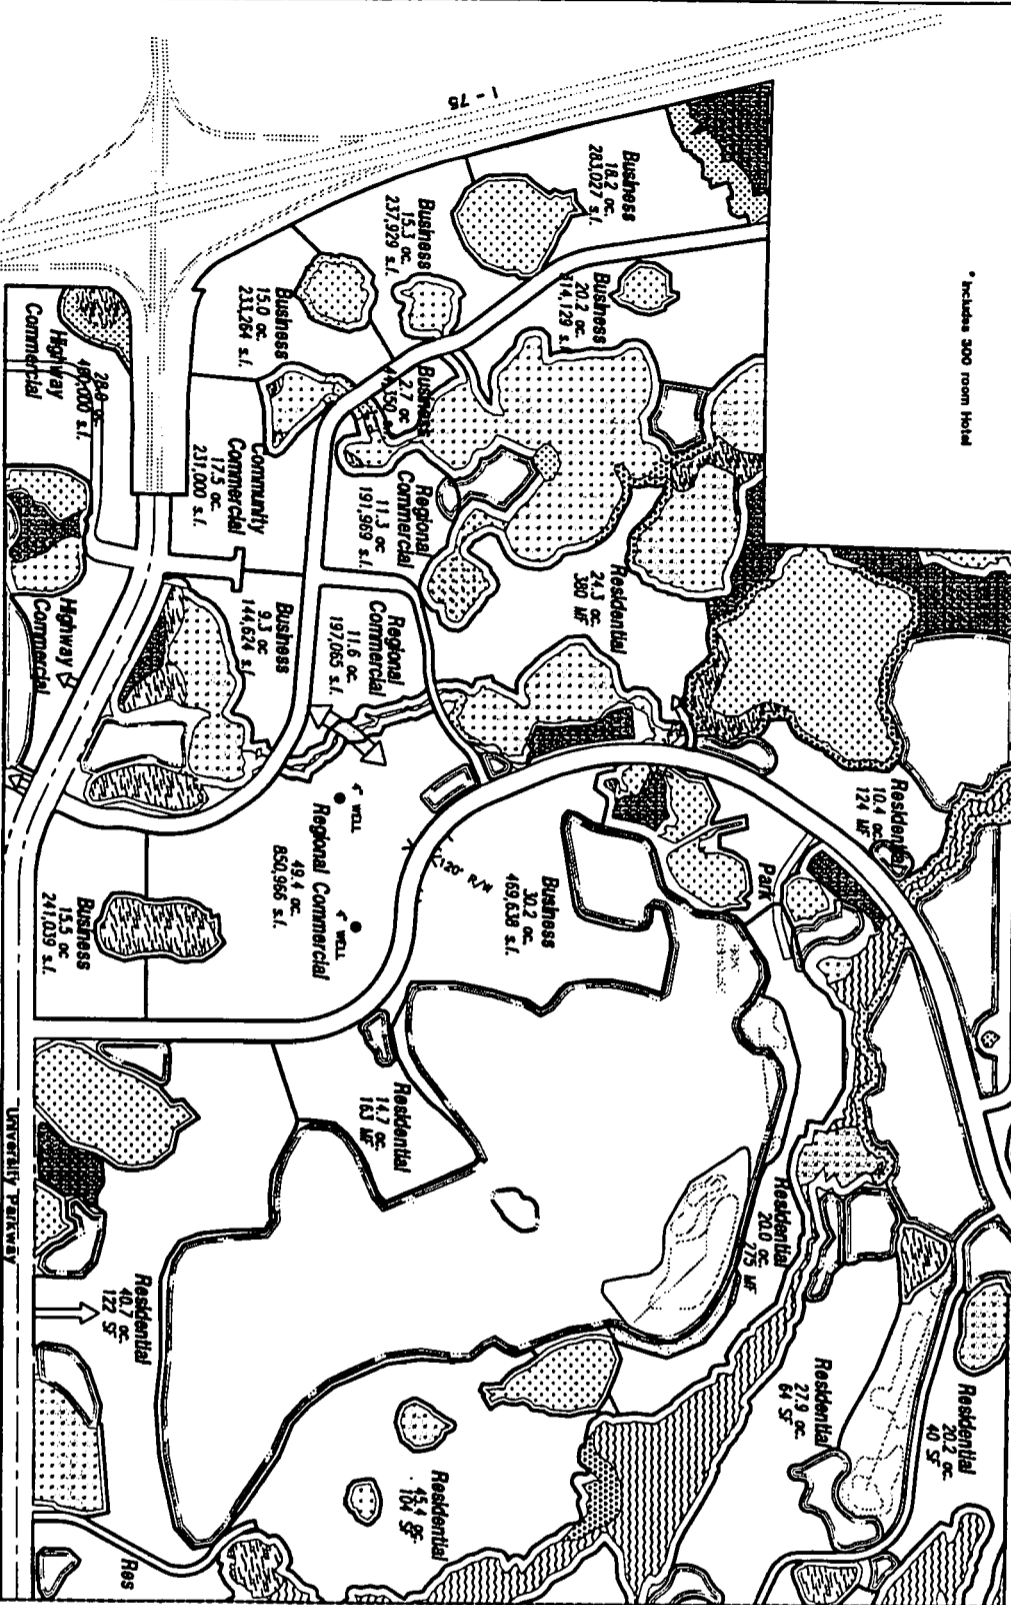 * Includes 300 room Hotel
I - 75
Business
18.2 ac.
283,027 s.f.
Business
15.3 ac.
237,929 s.f.
Business
20.2 ac.
314,129 s.f.
Business
15.0 ac.
233,264 s.f.
Business
2.7 ac.
Highway
Commercial
28.8 ac.
Community
Commercial
17.5 ac.
231,000 s.f.
Regional
Commercial
11.3 ac
191,969 s.f.
Residential
24.3 ac.
380 MF
Highway
Commercial
Business
9.3 ac
144,624 s.f.
Regional
Commercial
11.6 ac.
197,065 s.f.
Residential
10.4 ac.
124 MF
4" WELL
4" WELL
Regional Commercial
49.4 ac.
850,966 s.f.
120' R/W
Business
30.2 ac.
469,638 s.f.
Park
Business
15.5 ac
241,039 s.f.
Residential
14.7 ac.
163 MF
University Parkway
Residential
20.0 ac.
275 MF
Residential
40.7 ac.
122 SF
Residential
27.9 ac.
64 SF
Residential
20.2 ac.
40 SF
Residential
45.4 ac.
104 SF
Res